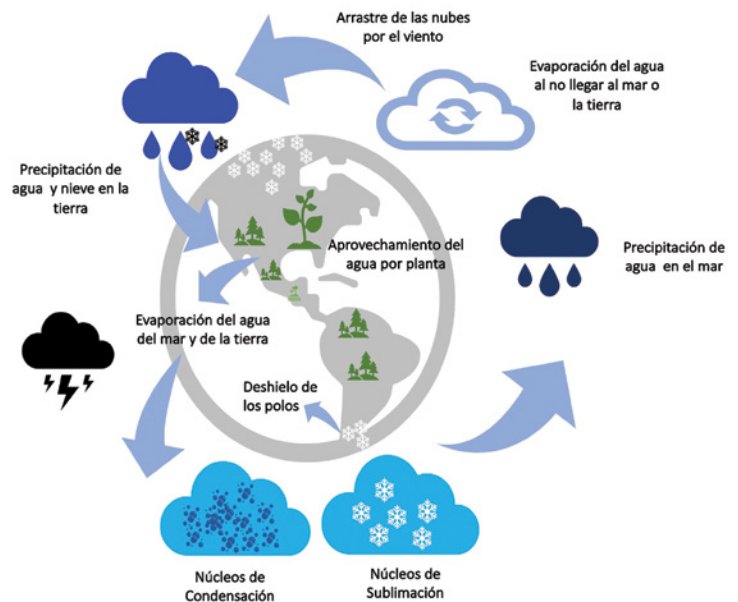 Arrastre de las nubes
por el viento
Evaporación del agua
al no llegar al mar o
la tierra
Precipitación de
agua y nieve en la
tierra
Aprovechamiento del
agua por planta
Precipitación de
agua en el mar
Evaporación del agua
del mar y de la tierra
Deshielo de
los polos
Núcleos de
Condensación
Núcleos de
Sublimación